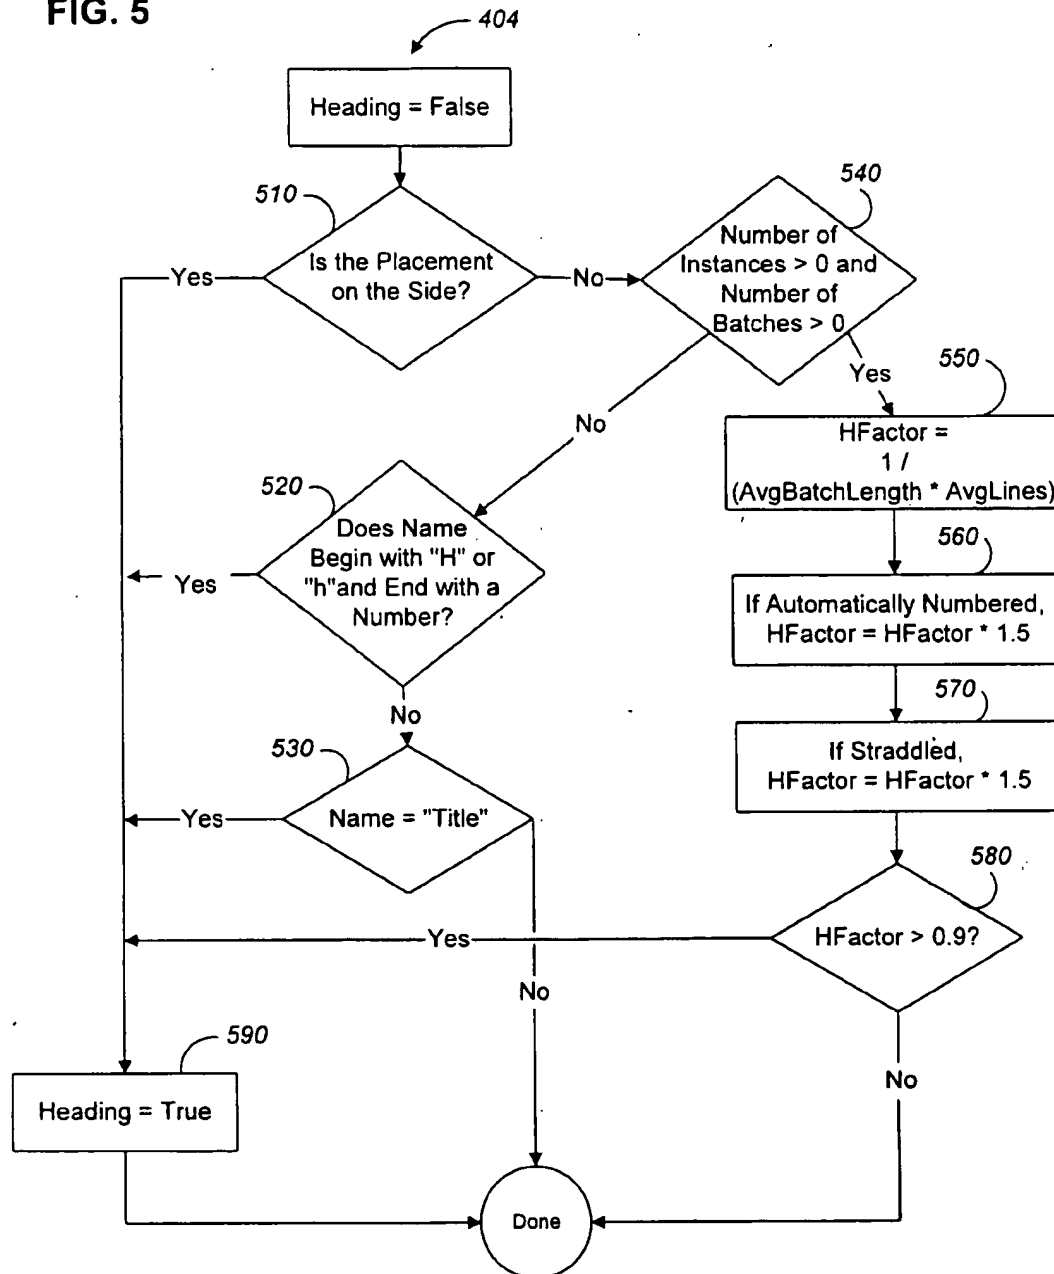 FIG. 5
404
Heading = False
510
Is the Placement
on the Side?
Yes
No
540
Number of
Instances > 0 and
Number of
Batches > 0
No
Yes
550
HFactor =
1 /
(AvgBatchLength * AvgLines)
520
Does Name
Begin with "H" or
"h"and End with a
Number?
Yes
No
560
If Automatically Numbered,
HFactor = HFactor * 1.5
570
If Straddled,
HFactor = HFactor * 1.5
530
Name = "Title"
Yes
No
580
HFactor > 0.9?
Yes
No
590
Heading = True
Done